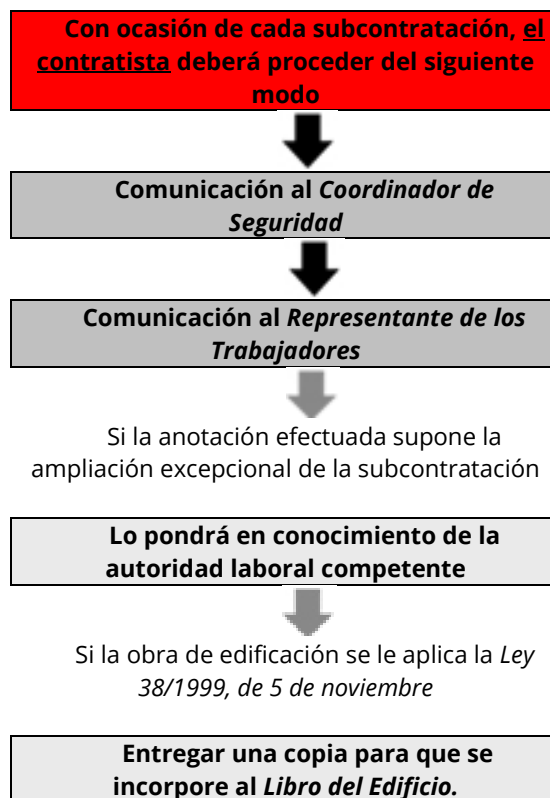 Con ocasión de cada subcontratación, el
contratista deberá proceder del siguiente
modo
Comunicación al Coordinador de
Seguridad
Comunicación al Representante de los
Trabajadores
Si la anotación efectuada supone la
ampliación excepcional de la subcontratación
Lo pondrá en conocimiento de la
autoridad laboral competente
Si la obra de edificación se le aplica la Ley
38/1999, de 5 de noviembre
Entregar una copia para que se
incorpore al Libro del Edificio.